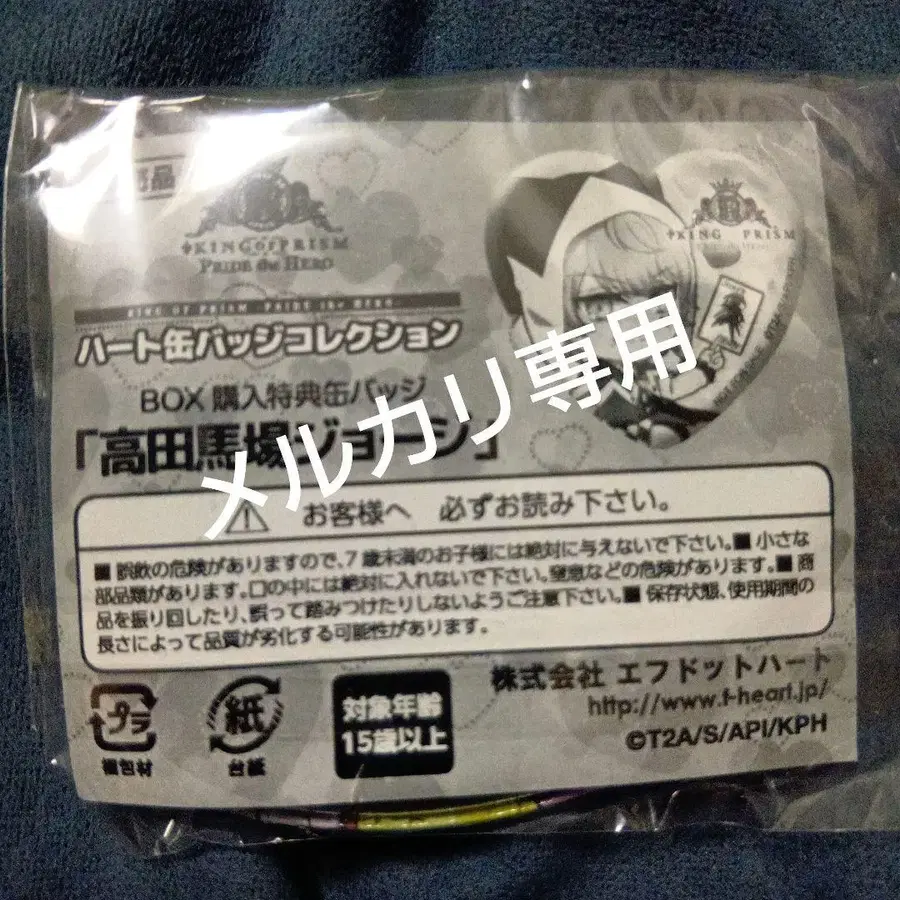 KING of PRISM
PRIDE the HERO
KING OF PRISM PRIDE the HERO
ハート缶バッジコレクション
BOX購入特典缶バッジ
「高田馬場ジョージ」
KING PRISM
メルカリ専用
お客様へ 必ずお読み下さい。
■ 誤飲の危険がありますので、7歳未満のお子様には絶対に与えないで下さい。■ 小さな
部品類があります。口の中には絶対に入れないで下さい。窒息などの危険があります。■ 商
品を振り回したり、誤って踏みつけたりしないようご注意下さい。■ 保存状態、使用期間の
長さによって品質が劣化する可能性があります。
プラ
梱包材
紙
台紙
対象年齢
15歳以上
株式会社 エフドットハート
http://www.f-heart.jp/
©T2A/S/API/KPH